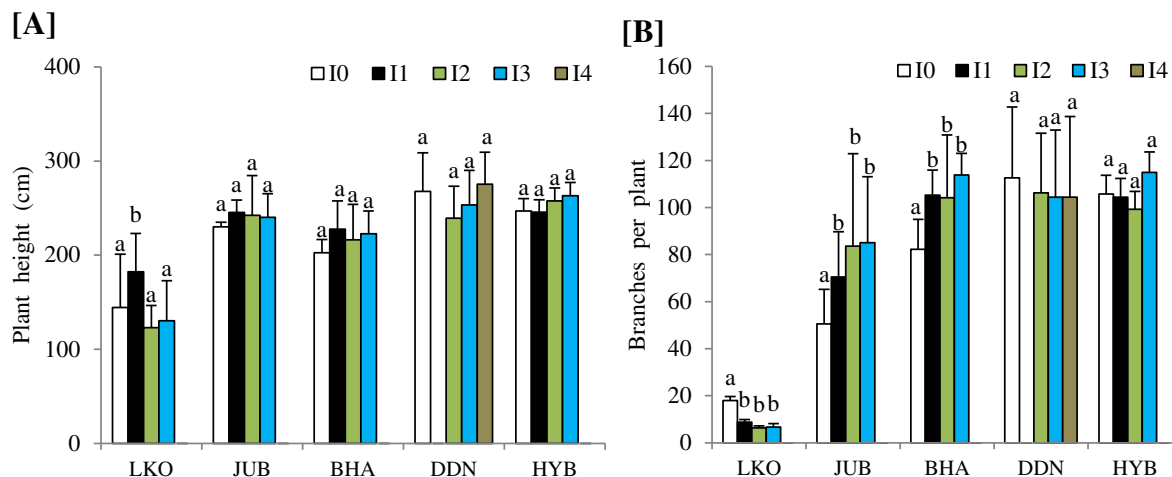 [A]
Plant height (cm)
400
300
200
100
0
I0 I1 I2 I3 I4
a b a a
a a a a
a a a a
a a a a
a a a a
LKO JUB BHA DDN HYB
[B]
Branches per plant
160
140
120
100
80
60
40
20
0
I0 I1 I2 I3 I4
a b b b
a b b b
a b b b
a a a a
a a a a
LKO JUB BHA DDN HYB